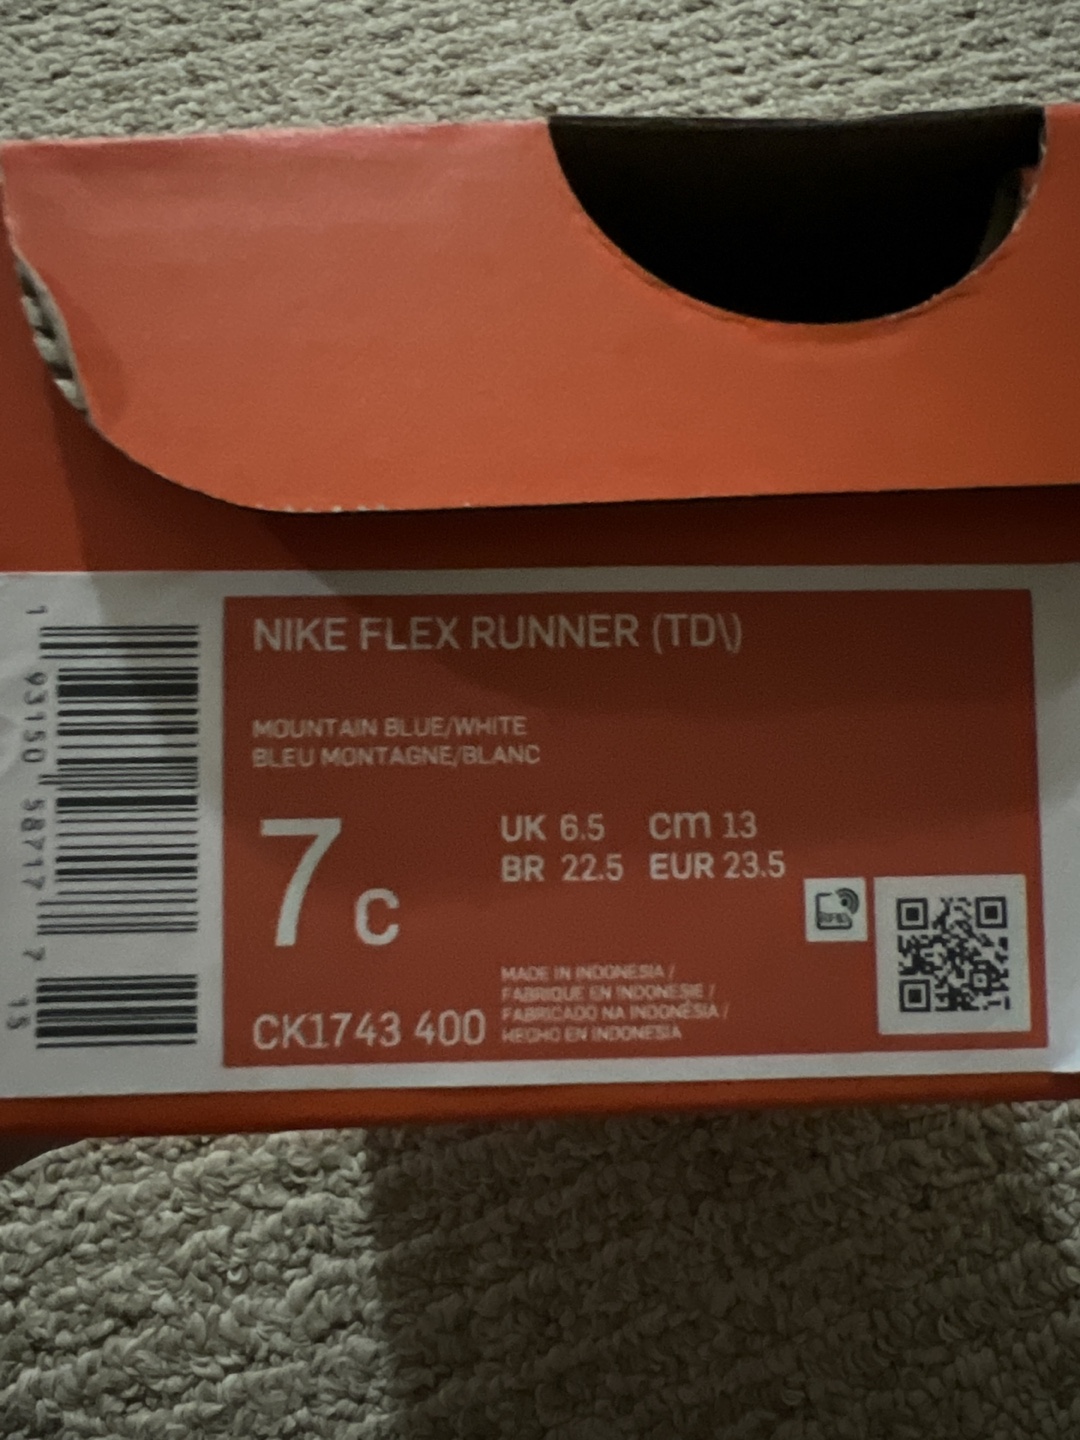 NIKE FLEX RUNNER (TD\)
MOUNTAIN BLUE/WHITE
BLEU MONTAGNE/BLANC
7 C
UK 6.5 cm 13
BR 22.5 EUR 23.5
RFID
MADE IN INDONESIA /
FABRIQUE EN INDONESIE /
FABRICADO NA INDONESIA /
HECHO EN INDONESIA
CK1743 400
1 93150 58717 7 15